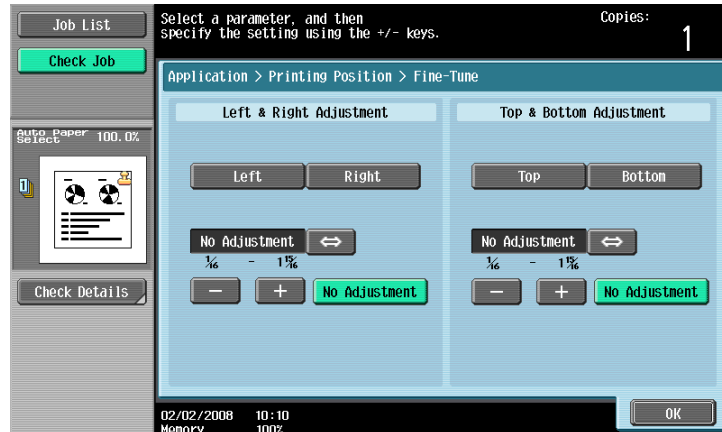 Job List
Select a parameter, and then
specify the setting using the +/- keys.
Copies:
1
Check Job
Application > Printing Position > Fine-Tune
Left & Right Adjustment
Top & Bottom Adjustment
Auto Paper
Select
100.0%
1
Left
Right
Top
Bottom
No Adjustment
⇔
No Adjustment
⇔
1/16 - 1 15/16
1/16 - 1 15/16
Check Details
− + No Adjustment
− + No Adjustment
OK
02/02/2008 10:10
Memory 100%